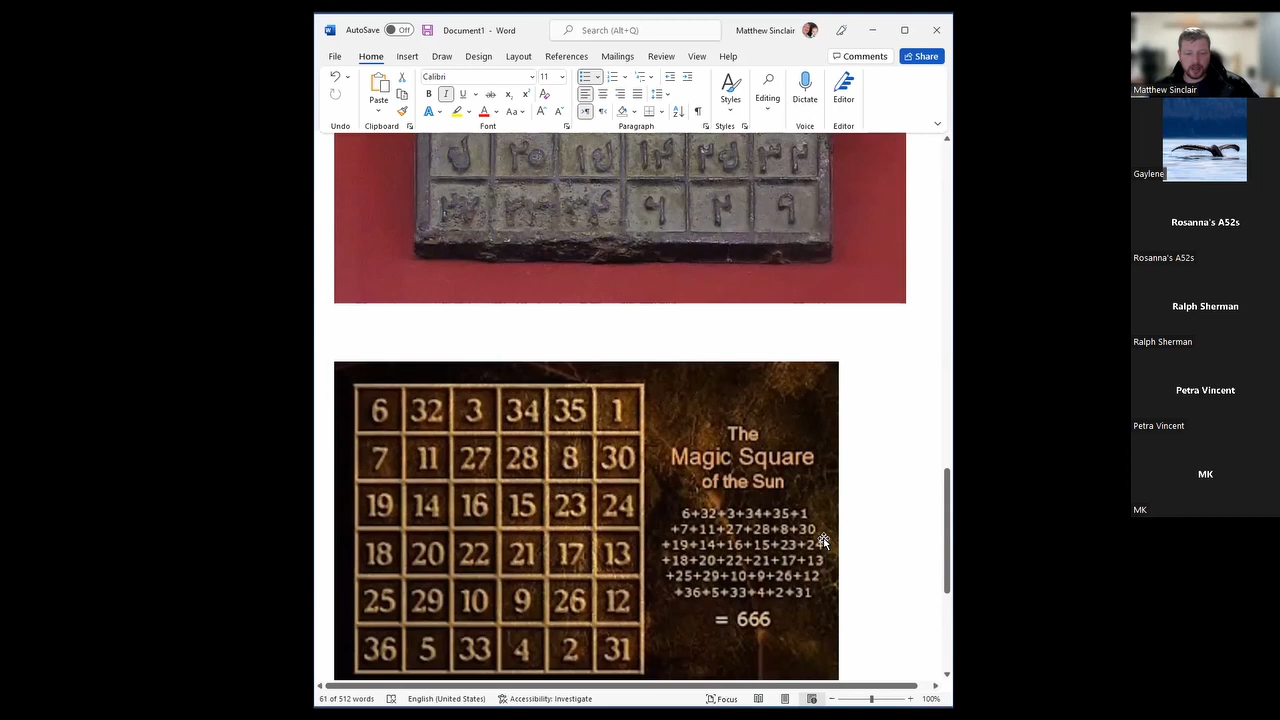 AutoSave Off Document1 - Word Search (Alt+Q) Matthew Sinclair
File Home Insert Draw Design Layout References Mailings Review View Help Comments Share
Calibri 11
Paste Styles Editing Dictate Editor
Undo Clipboard Font Paragraph Styles Voice Editor
6 32 3 34 35 1
7 11 27 28 8 30
19 14 16 15 23 24
18 20 22 21 17 13
25 29 10 9 26 12
36 5 33 4 2 31
The
Magic Square
of the Sun
6+32+3+34+35+1
+7+11+27+28+8+30
+19+14+16+15+23+24
+18+20+22+21+17+13
+25+29+10+9+26+12
+36+5+33+4+2+31
= 666
61 of 512 words English (United States) Accessibility: Investigate Focus 100%
Matthew Sinclair
Gaylene
Rosanna's A52s
Rosanna's A52s
Ralph Sherman
Ralph Sherman
Petra Vincent
Petra Vincent
MK
MK